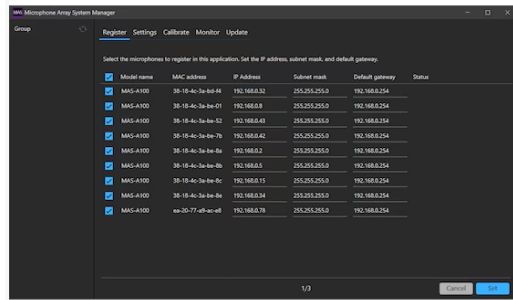 MAS Microphone Array System Manager
Group
Register Settings Calibrate Monitor Update
Select the microphones to register in this application. Set the IP address, subnet mask, and default gateway.
Model name MAC address IP Address Subnet mask Default gateway Status
MAS-A100 38-18-4c-3a-bd-f4 192.168.0.32 255.255.255.0 192.168.0.254
MAS-A100 38-18-4c-3a-be-01 192.168.0.8 255.255.255.0 192.168.0.254
MAS-A100 38-18-4c-3a-be-52 192.168.0.43 255.255.255.0 192.168.0.254
MAS-A100 38-18-4c-3a-be-7b 192.168.0.42 255.255.255.0 192.168.0.254
MAS-A100 38-18-4c-3a-be-8a 192.168.0.2 255.255.255.0 192.168.0.254
MAS-A100 38-18-4c-3a-be-8b 192.168.0.5 255.255.255.0 192.168.0.254
MAS-A100 38-18-4c-3a-be-8c 192.168.0.15 255.255.255.0 192.168.0.254
MAS-A100 38-18-4c-3a-be-8e 192.168.0.34 255.255.255.0 192.168.0.254
MAS-A100 ea-20-77-a9-ac-e8 192.168.0.78 255.255.255.0 192.168.0.254
1/3
Cancel Set